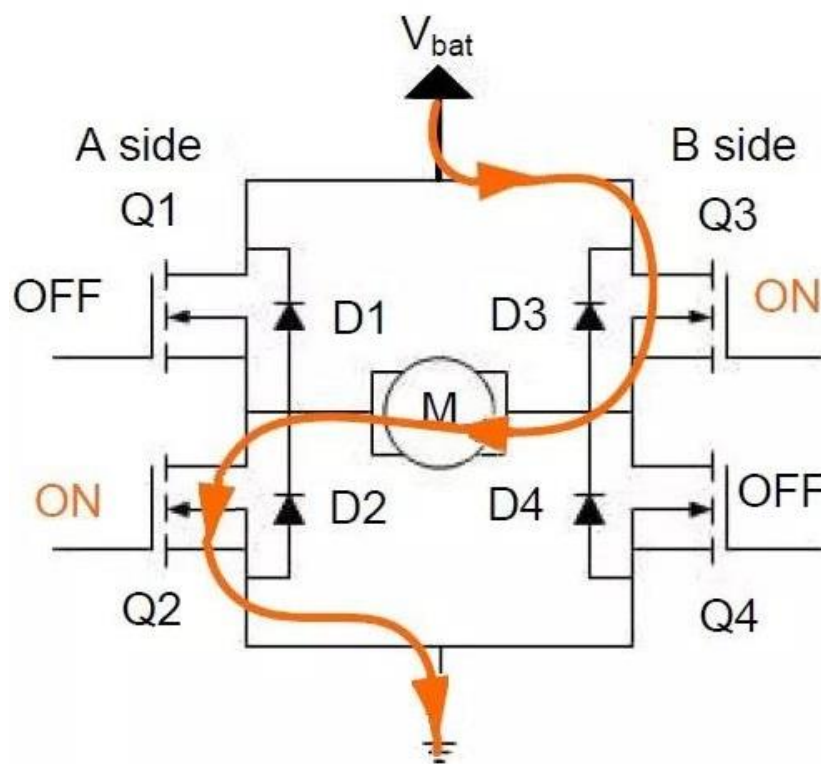 Vbat
A side
B side
Q1
Q3
OFF
D1
D3
ON
M
ON
D2
D4
OFF
Q2
Q4